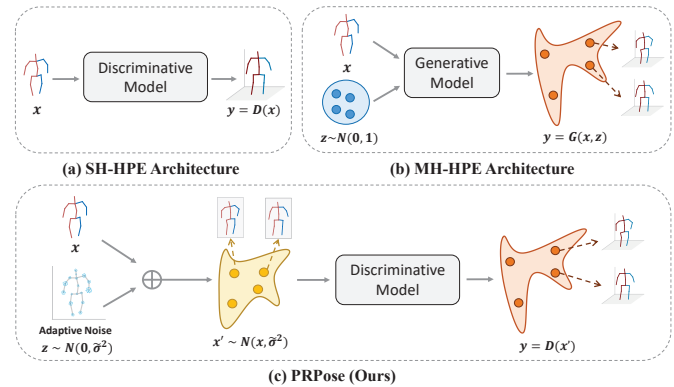 x
Discriminative
Model
y = D(x)
(a) SH-HPE Architecture
x
z~N(0, 1)
Generative
Model
y = G(x, z)
(b) MH-HPE Architecture
x
Adaptive Noise
z ~ N(0, σ̃²)
x′ ~ N(x, σ̃²)
Discriminative
Model
y = D(x′)
(c) PRPose (Ours)